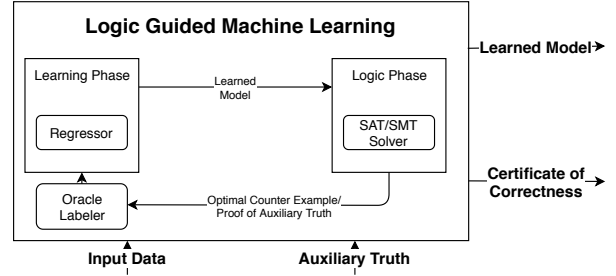 Logic Guided Machine Learning
Learning Phase
Regressor
Learned
Model
Logic Phase
SAT/SMT
Solver
Oracle
Labeler
Optimal Counter Example/
Proof of Auxiliary Truth
Learned Model
Certificate of
Correctness
Input Data
Auxiliary Truth